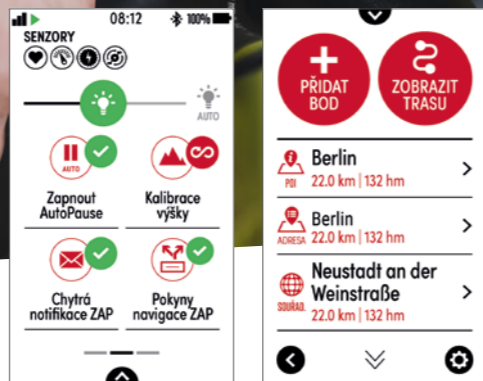 08:12
100%
SENZORY
AUTO
AUTO
Zapnout
AutoPause
Kalibrace
výšky
Chytrá
notifikace ZAP
Pokyny
navigace ZAP
PŘIDAT
BOD
ZOBRAZIT
TRASU
Berlin
POI
22.0 km | 132 hm
Berlin
ADRESA
22.0 km | 132 hm
Neustadt an der
Weinstraße
SOUŘAD.
22.0 km | 132 hm